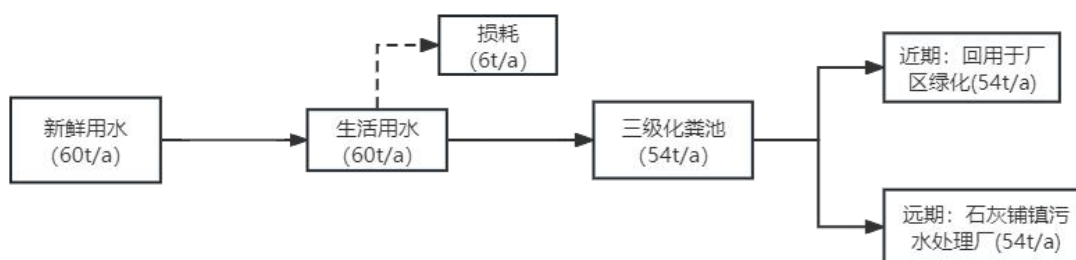 新鲜用水
(60t/a)
损耗
(6t/a)
生活用水
(60t/a)
三级化粪池
(54t/a)
近期：回用于厂
区绿化(54t/a)
远期：石灰铺镇污
水处理厂(54t/a)